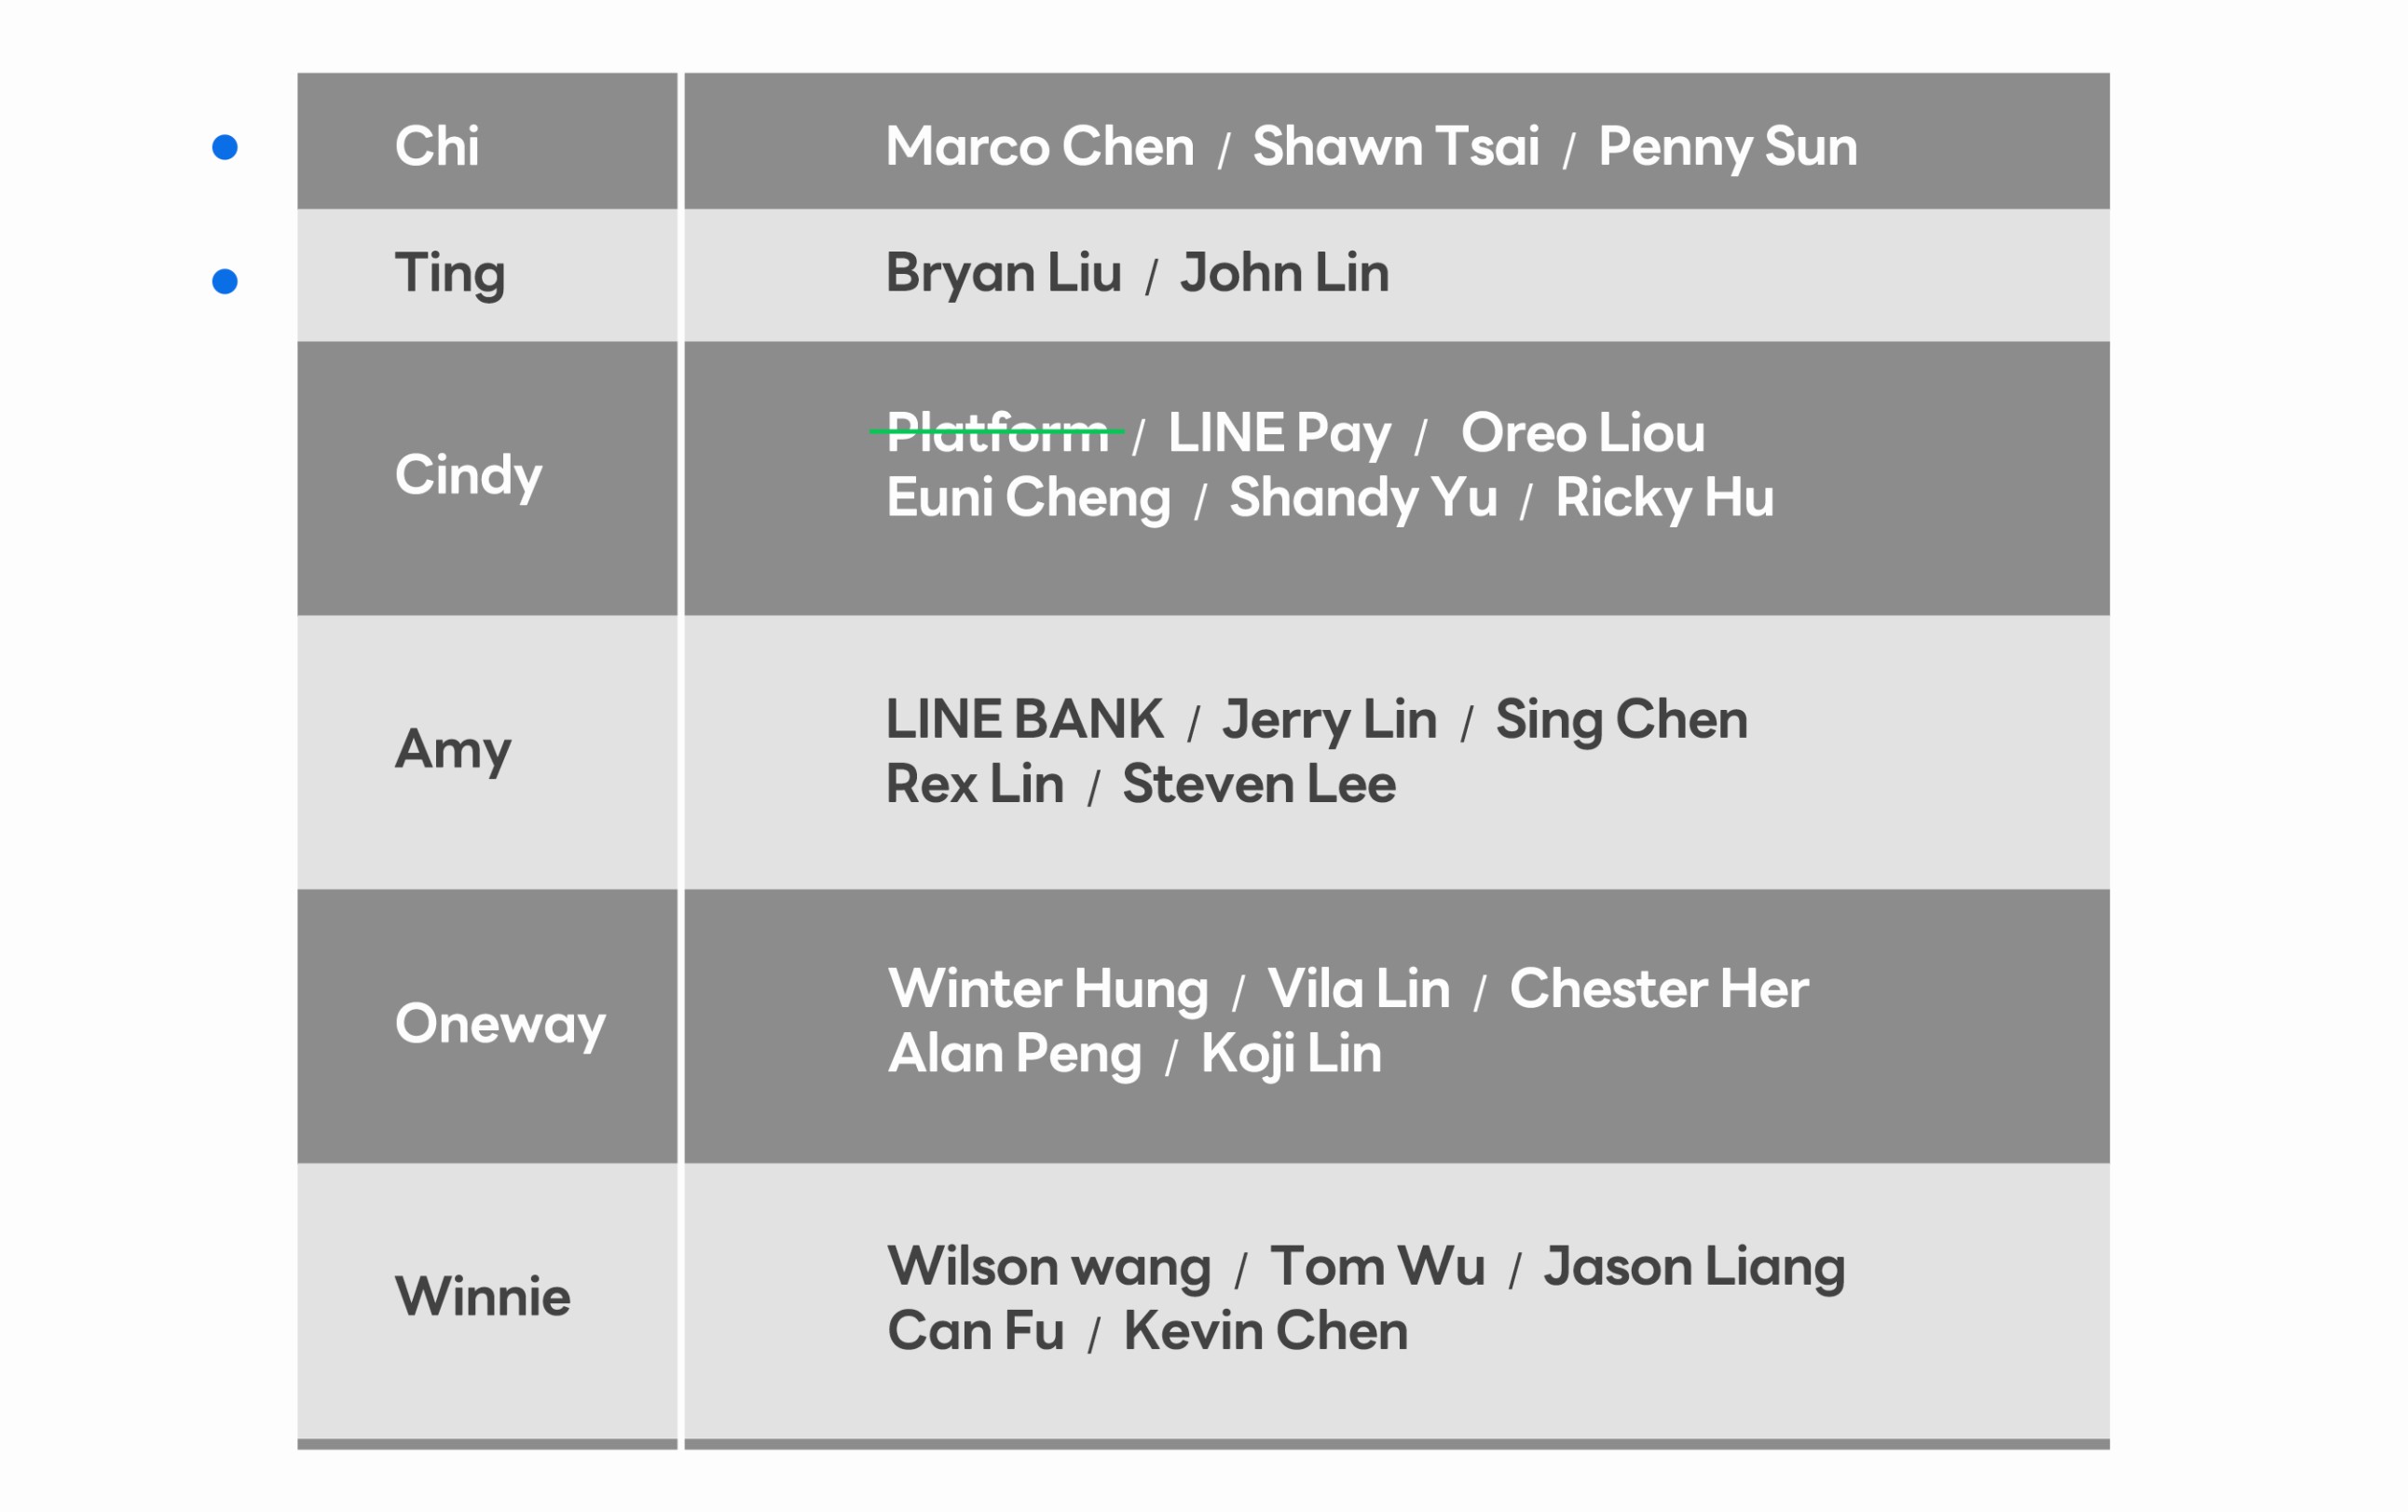 Chi
Marco Chen / Shawn Tsai / Penny Sun
Ting
Bryan Liu / John Lin
Cindy
Platform / LINE Pay / Oreo Liou
Euni Cheng / Shandy Yu / Ricky Hu
Amy
LINE BANK / Jerry Lin / Sing Chen
Rex Lin / Steven Lee
Oneway
Winter Hung / Vila Lin / Chester Her
Alan Peng / Koji Lin
Winnie
Wilson wang / Tom Wu / Jason Liang
Can Fu / Kevin Chen